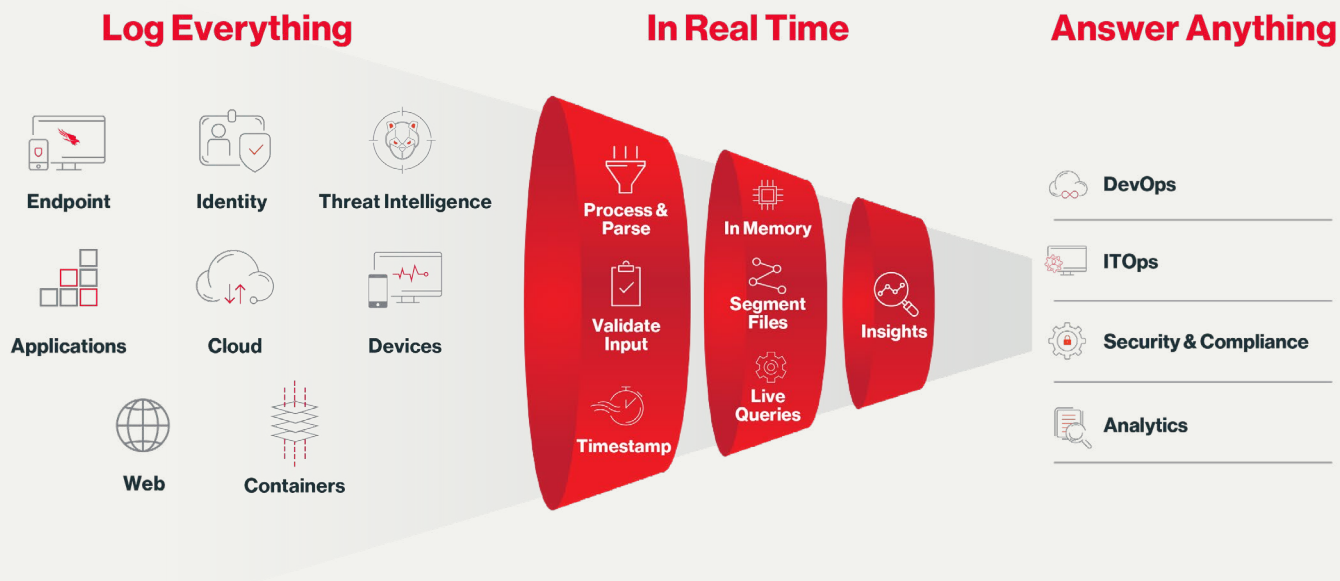 Log Everything
In Real Time
Answer Anything
Endpoint
Identity
Threat Intelligence
Applications
Cloud
Devices
Web
Containers
Process &
Parse
Validate
Input
Timestamp
In Memory
Segment
Files
Live
Queries
Insights
DevOps
ITOps
Security & Compliance
Analytics